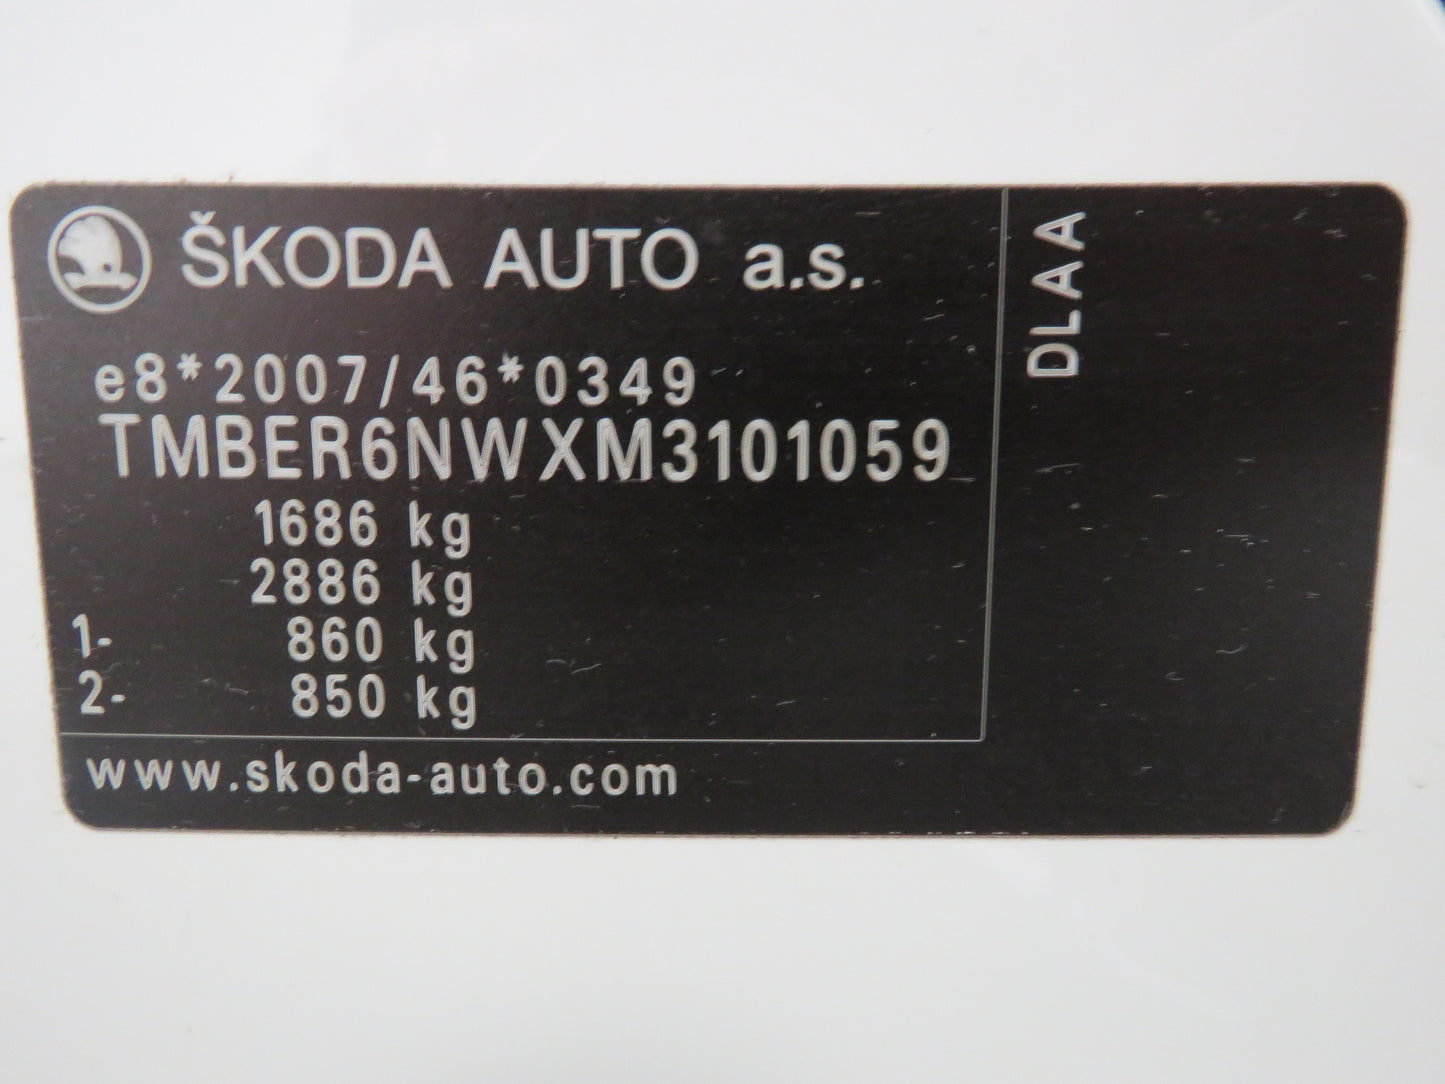 ŠKODA AUTO a.s.
e8*2007/46*0349
TMBER6NWXM3101059
1686 kg
2886 kg
1- 860 kg
2- 850 kg
www.skoda-auto.com
DLAA